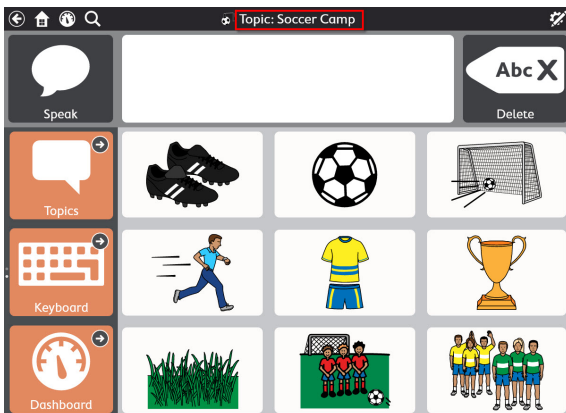 Topic: Soccer Camp
Abc X
Speak
Delete
Topics
Keyboard
Dashboard